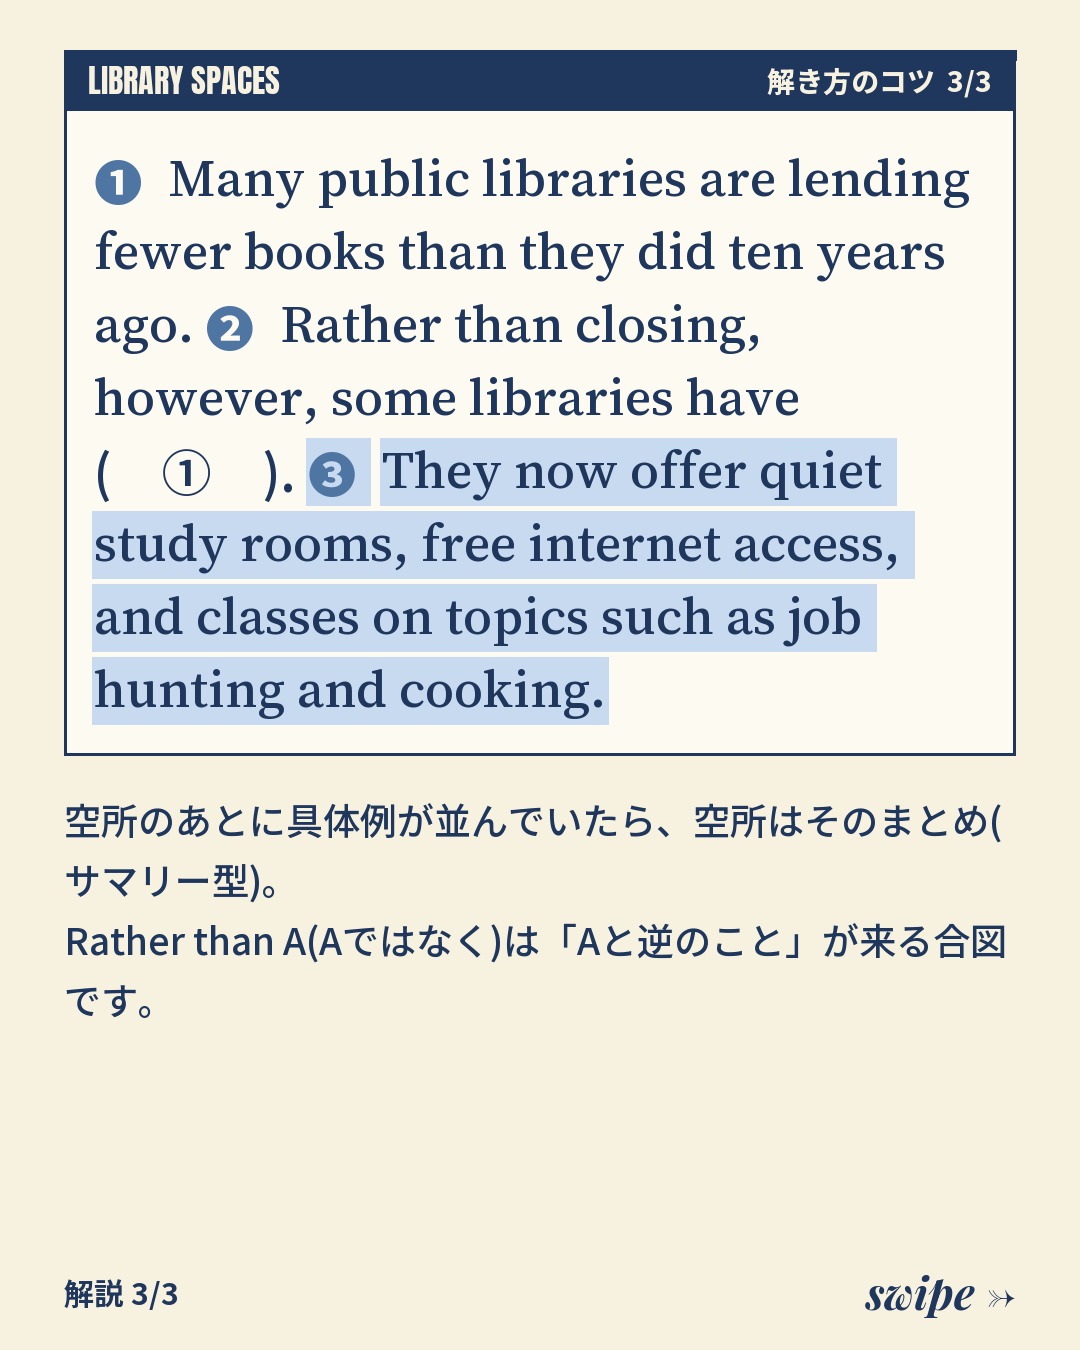 LIBRARY SPACES
解き方のコツ 3/3
❶ Many public libraries are lending
fewer books than they did ten years
ago. ❷ Rather than closing,
however, some libraries have
( ① ). ❸ They now offer quiet
study rooms, free internet access,
and classes on topics such as job
hunting and cooking.
空所のあとに具体例が並んでいたら、空所はそのまとめ(
サマリー型)。
Rather than A(Aではなく)は「Aと逆のこと」が来る合図
です。
解説 3/3
swipe